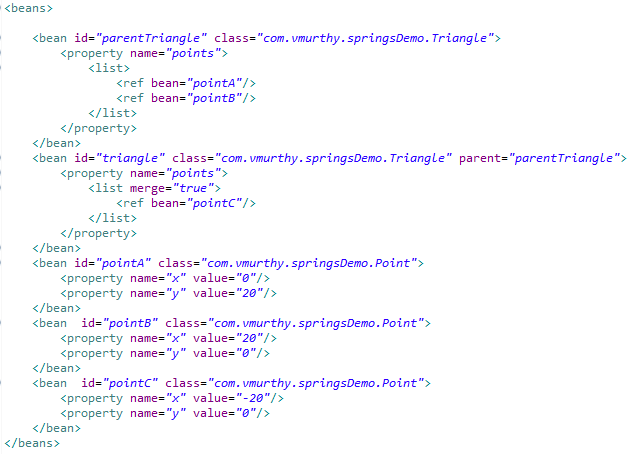 <beans>
<bean id="parentTriangle" class="com.vmurthy.springsDemo.Triangle">
<property name="points">
<list>
<ref bean="pointA"/>
<ref bean="pointB"/>
</list>
</property>
</bean>
<bean id="triangle" class="com.vmurthy.springsDemo.Triangle" parent="parentTriangle">
<property name="points">
<list merge="true">
<ref bean="pointC"/>
</list>
</property>
</bean>
<bean id="pointA" class="com.vmurthy.springsDemo.Point">
<property name="x" value="0"/>
<property name="y" value="20"/>
</bean>
<bean  id="pointB" class="com.vmurthy.springsDemo.Point">
<property name="x" value="20"/>
<property name="y" value="0"/>
</bean>
<bean  id="pointC" class="com.vmurthy.springsDemo.Point">
<property name="x" value="-20"/>
<property name="y" value="0"/>
</bean>
</beans>